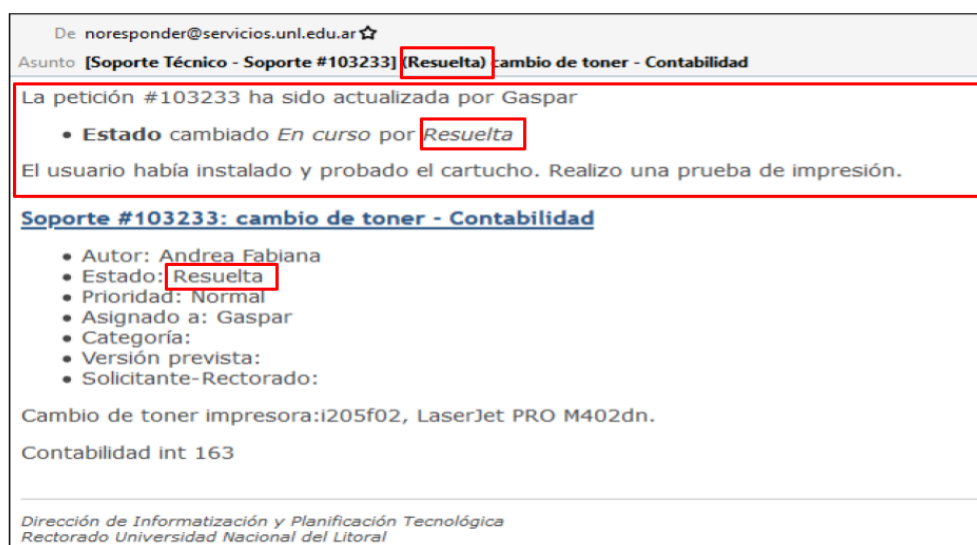 De noresponder@servicios.unl.edu.ar
Asunto [Soporte Técnico - Soporte #103233] (Resuelta) cambio de toner - Contabilidad
La petición #103233 ha sido actualizada por Gaspar
• Estado cambiado En curso por Resuelta
El usuario había instalado y probado el cartucho. Realizo una prueba de impresión.
Soporte #103233: cambio de toner - Contabilidad
• Autor: Andrea Fabiana
• Estado: Resuelta
• Prioridad: Normal
• Asignado a: Gaspar
• Categoría:
• Versión prevista:
• Solicitante-Rectorado:
Cambio de toner impresora:i205f02, LaserJet PRO M402dn.
Contabilidad int 163
Dirección de Informatización y Planificación Tecnológica
Rectorado Universidad Nacional del Litoral